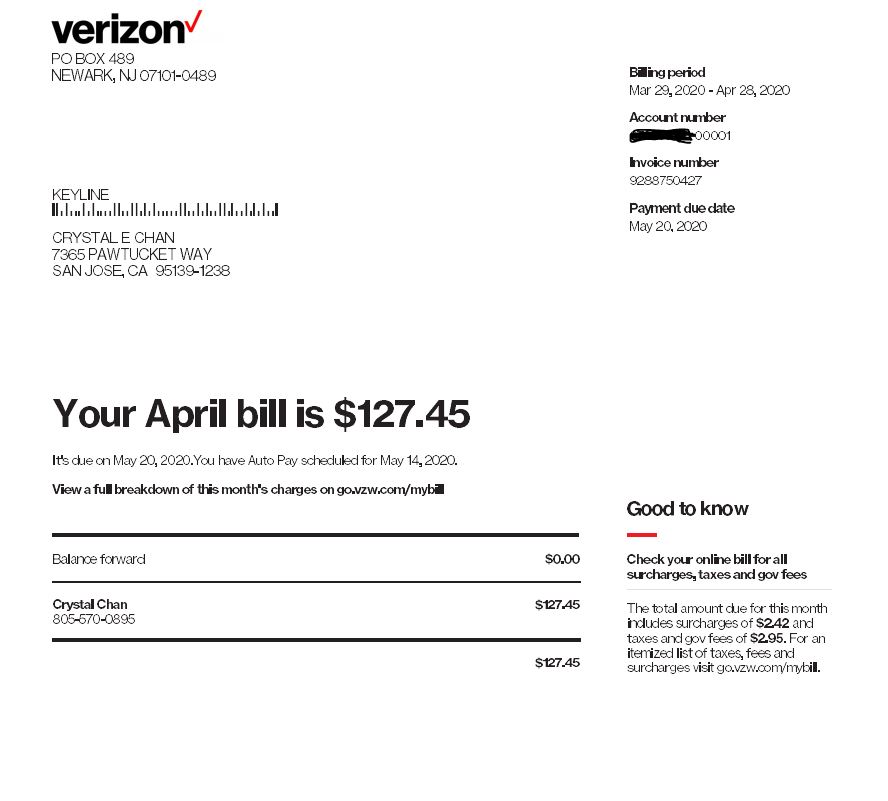 verizon
PO BOX 489
NEWARK, NJ 07101-0489
Billing period
Mar 29, 2020 - Apr 28, 2020
Account number
00001
Invoice number
9288750427
Payment due date
May 20, 2020
KEYLINE
CRYSTAL E CHAN
7365 PAWTUCKET WAY
SAN JOSE, CA 95139-1238
Your April bill is $127.45
It's due on May 20, 2020.You have Auto Pay scheduled for May 14, 2020.
View a full breakdown of this month's charges on go.vzw.com/mybill
Balance forward $0.00
Crystal Chan $127.45
805-570-0895
$127.45
Good to know
Check your online bill for all
surcharges, taxes and gov fees
The total amount due for this month
includes surcharges of $2.42 and
taxes and gov fees of $2.95. For an
itemized list of taxes, fees and
surcharges visit go.vzw.com/mybill.